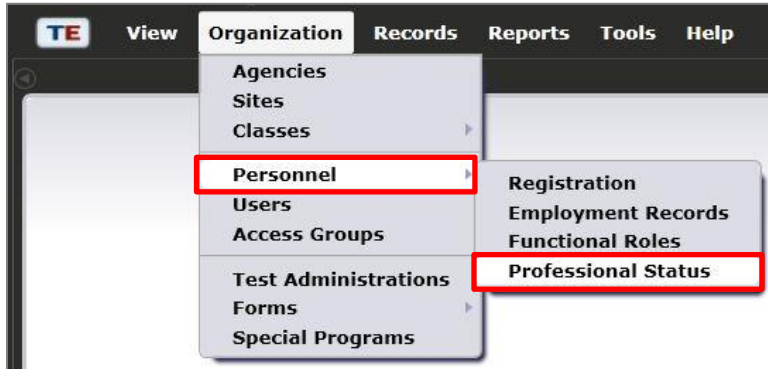 TE View Organization Records Reports Tools Help
Agencies
Sites
Classes
Personnel
Users
Access Groups
Test Administrations
Forms
Special Programs
Registration
Employment Records
Functional Roles
Professional Status